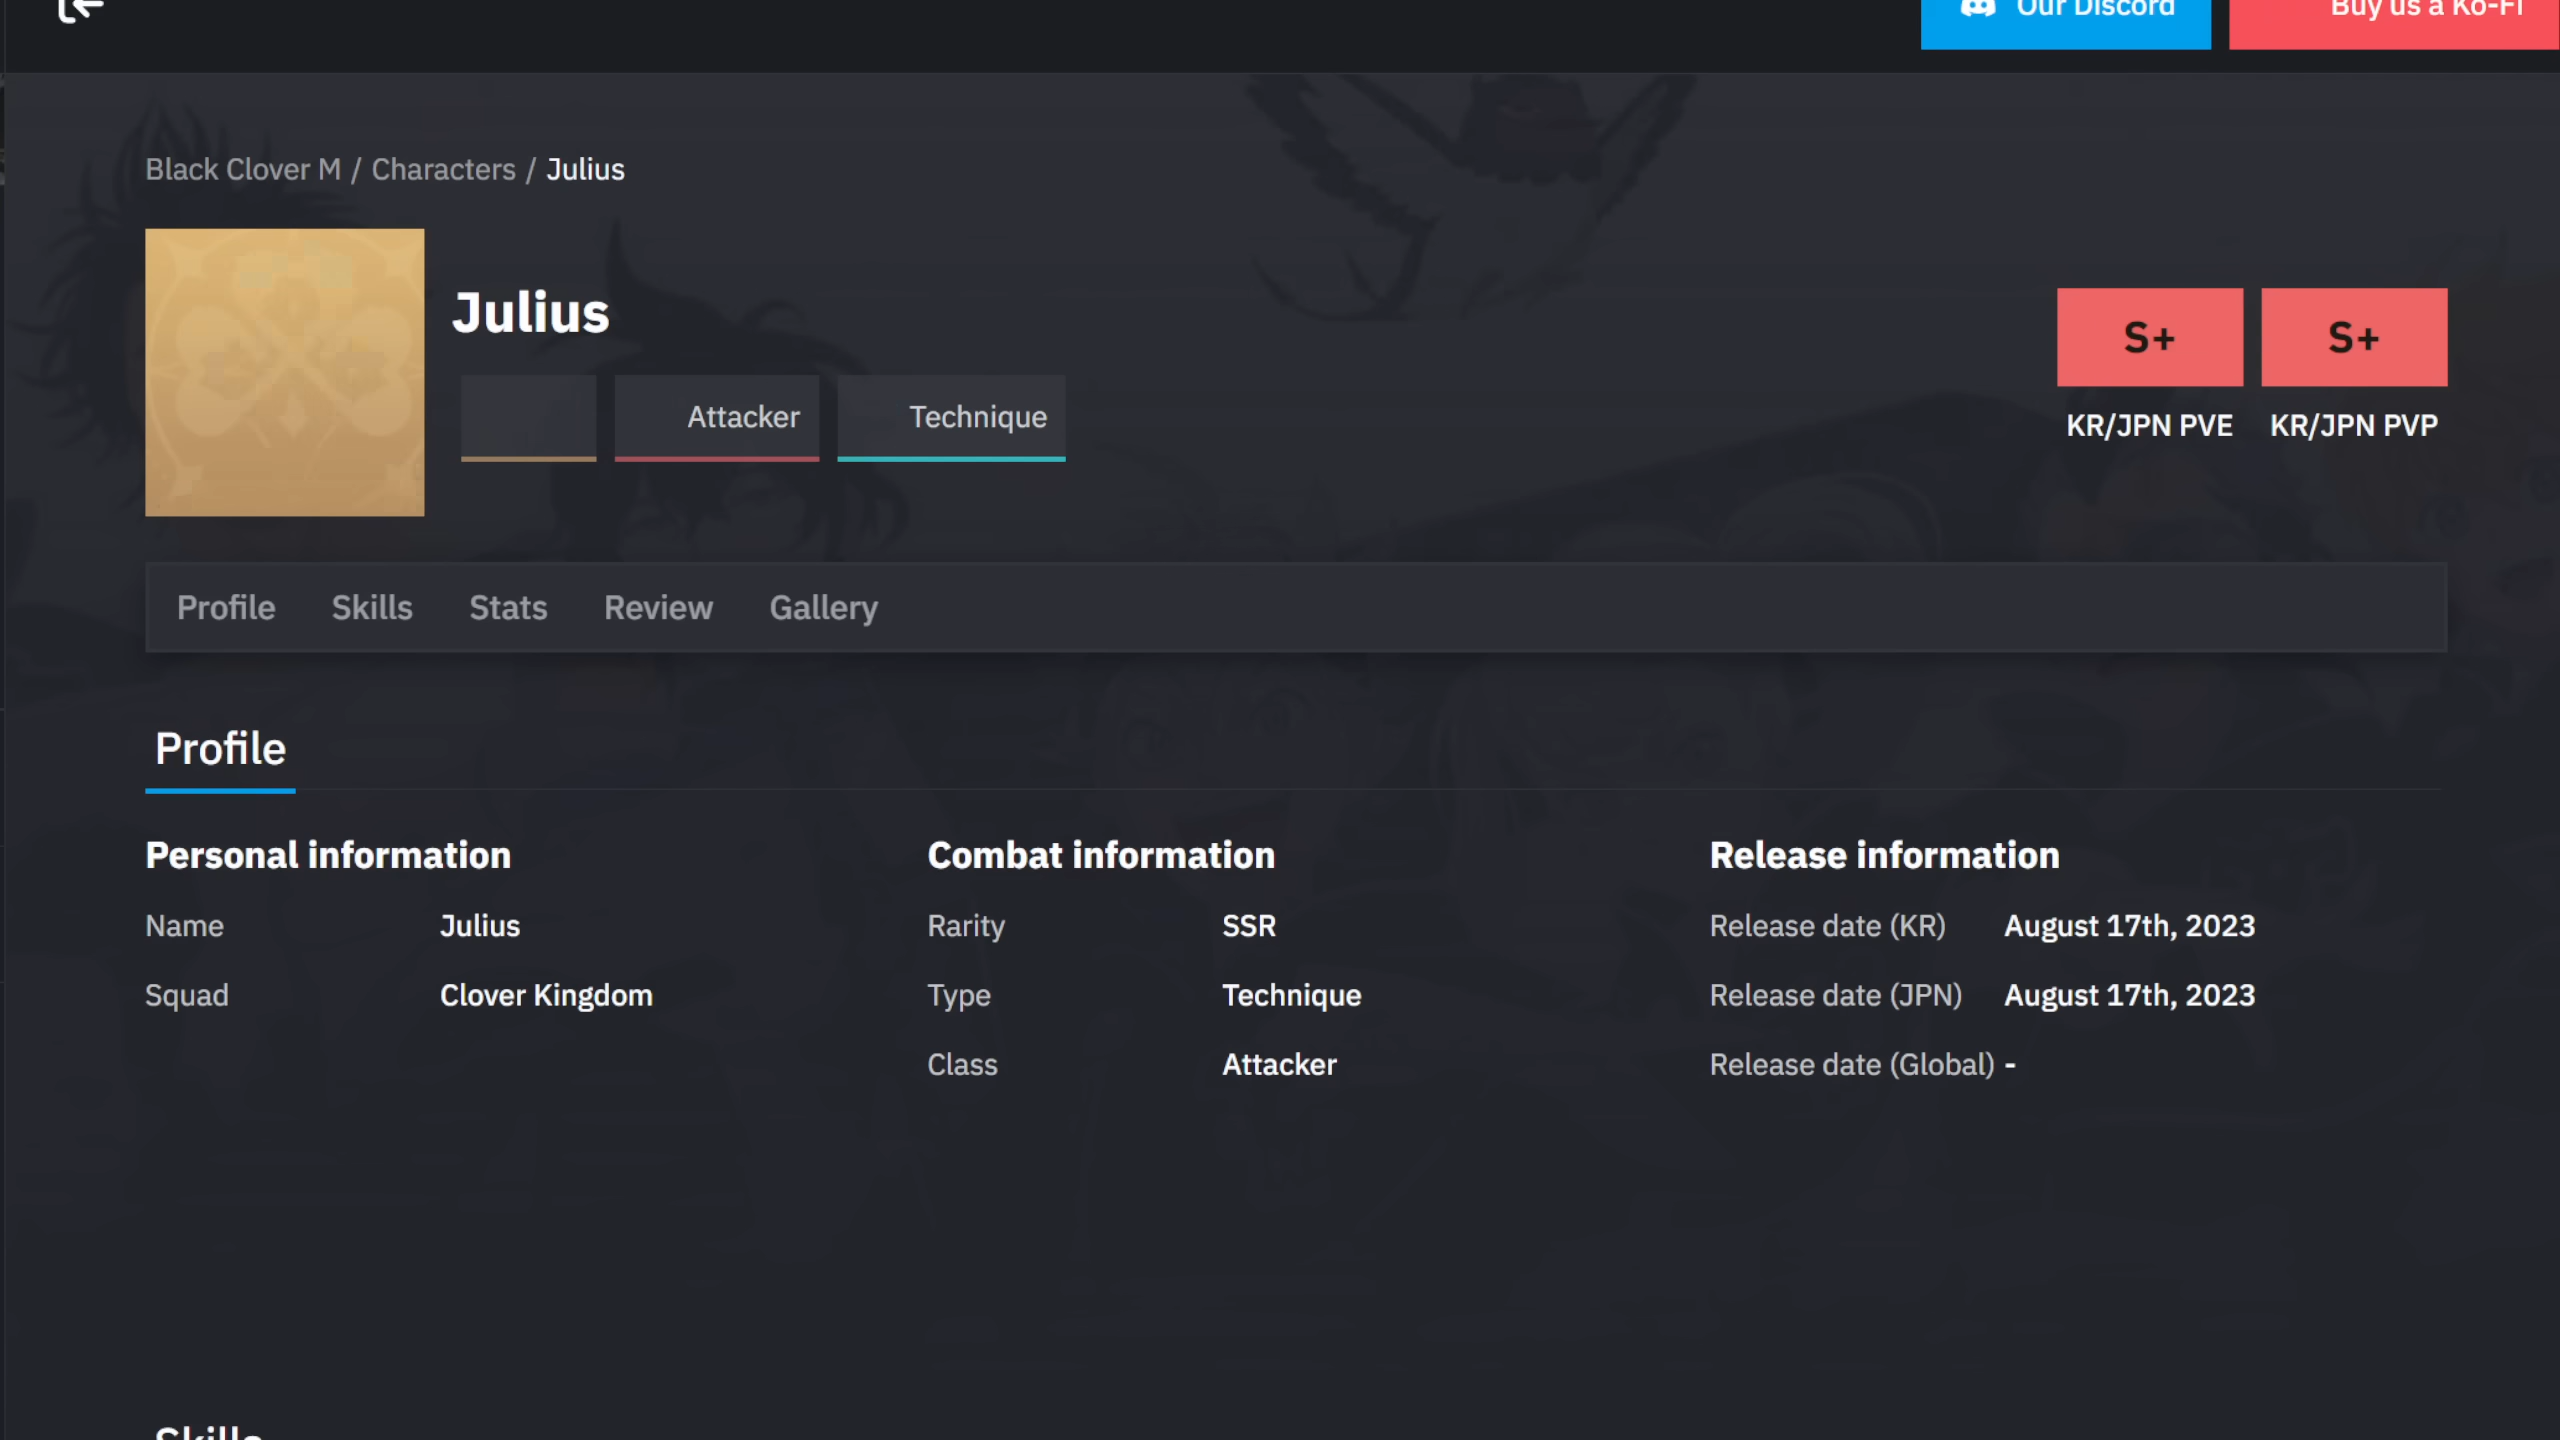 Our Discord
Buy us a Ko-Fi
Black Clover M / Characters / Julius
Julius
Attacker
Technique
S+
S+
KR/JPN PVE
KR/JPN PVP
Profile Skills Stats Review Gallery
Profile
Personal information
Name Julius
Squad Clover Kingdom
Combat information
Rarity SSR
Type Technique
Class Attacker
Release information
Release date (KR) August 17th, 2023
Release date (JPN) August 17th, 2023
Release date (Global) -
Skills